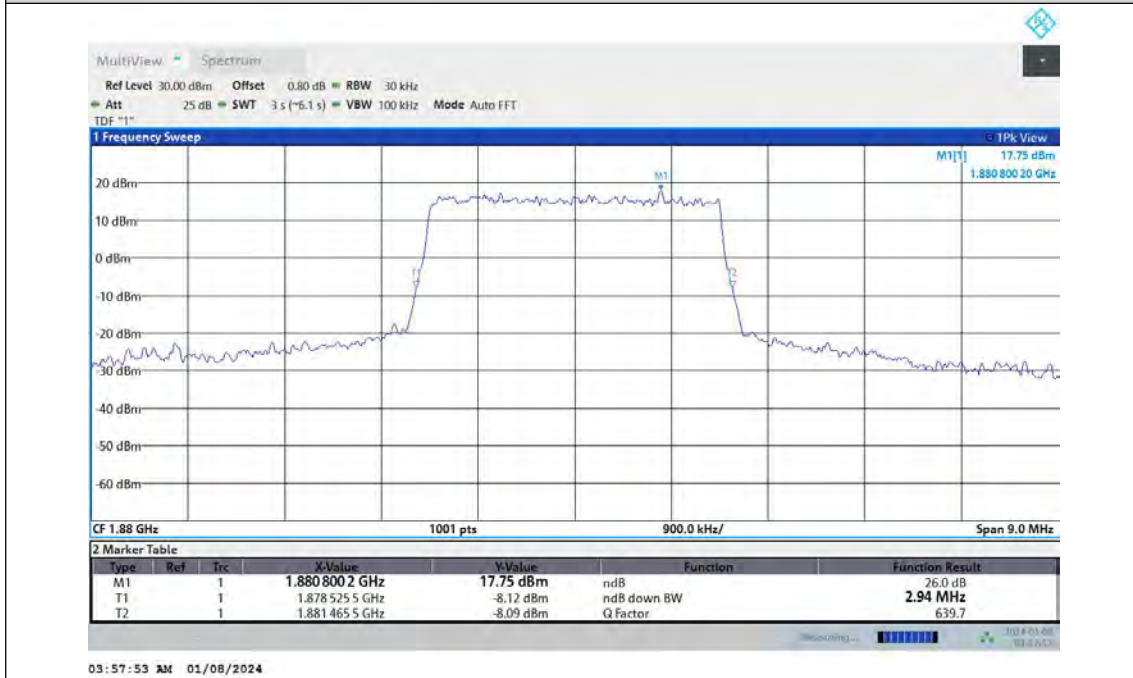 MultiView Spectrum
Ref Level 30.00 dBm Offset 0.80 dB RBW 30 kHz
Att 25 dB SWT 3 s (~6.1 s) VBW 100 kHz Mode Auto FFT
TDF "1"
1 Frequency Sweep 1Pk View
M1[1] 17.75 dBm
1.880 800 20 GHz
M1
20 dBm
10 dBm
0 dBm
T1 T2
-10 dBm
-20 dBm
-30 dBm
-40 dBm
-50 dBm
-60 dBm
CF 1.88 GHz 1001 pts 900.0 kHz/ Span 9.0 MHz
2 Marker Table
Type Ref Trc X-Value Y-Value Function Function Result
M1 1 1.880 800 2 GHz 17.75 dBm ndB 26.0 dB
T1 1 1.878 525 5 GHz -8.12 dBm ndB down BW 2.94 MHz
T2 1 1.881 465 5 GHz -8.09 dBm Q Factor 639.7
Measuring...
03:57:53 AM 01/08/2024